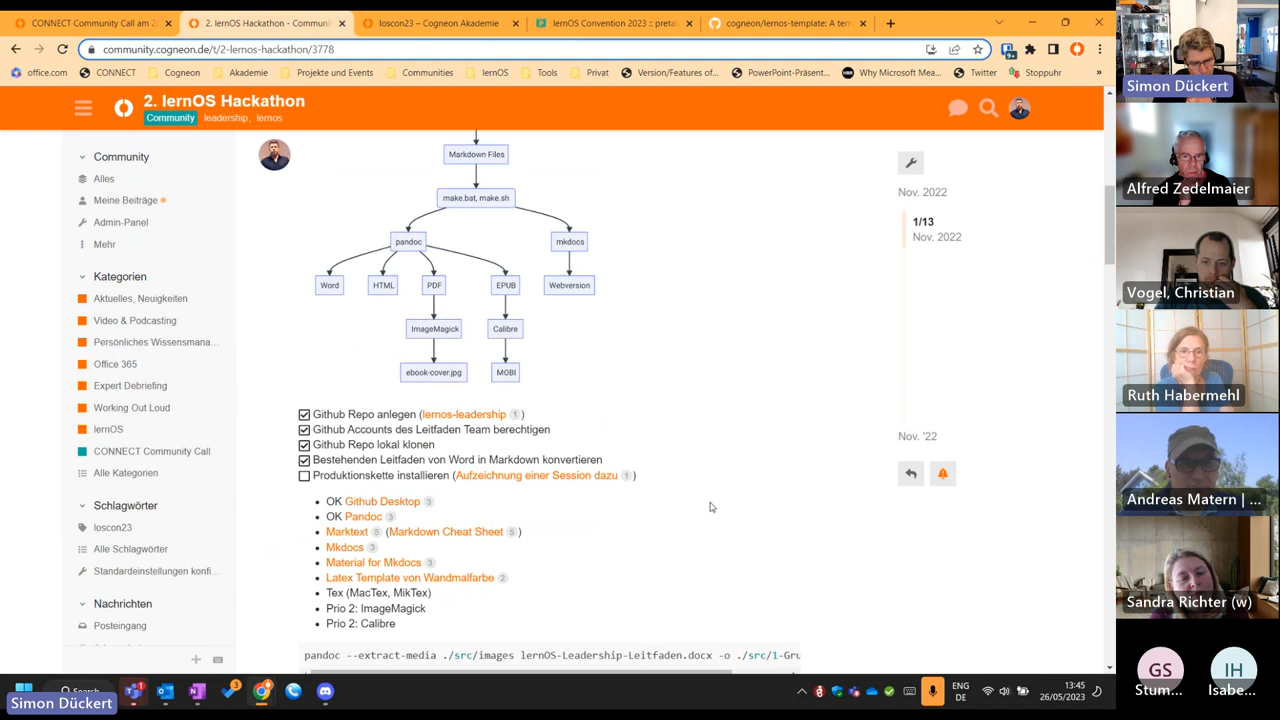 CONNECT Community Call am 2
2. lernOS Hackathon - Commun
loscon23 – Cogneon Akademie
lernOS Convention 2023 :: preta
cogneon/lernos-template: A tem
community.cogneon.de/t/2-lernos-hackathon/3778
office.com
CONNECT
Cogneon
Akademie
Projekte und Events
Communities
lernOS
Tools
Privat
Version/Features of...
PowerPoint-Präsent...
Why Microsoft Mea...
Twitter
Stoppuhr
»
2. lernOS Hackathon
Community leadership, lernos
Community
Alles
Meine Beiträge
Admin-Panel
Mehr
Kategorien
Aktuelles, Neuigkeiten
Video & Podcasting
Persönliches Wissensmana...
Office 365
Expert Debriefing
Working Out Loud
lernOS
CONNECT Community Call
Alle Kategorien
Schlagwörter
loscon23
Alle Schlagwörter
Standardeinstellungen konfi...
Nachrichten
Posteingang
Markdown Files
make.bat, make.sh
pandoc
mkdocs
Word
HTML
PDF
EPUB
Webversion
ImageMagick
Calibre
ebook-cover.jpg
MOBI
Github Repo anlegen (lernos-leadership 1)
Github Accounts des Leitfaden Team berechtigen
Github Repo lokal klonen
Bestehenden Leitfaden von Word in Markdown konvertieren
Produktionskette installieren (Aufzeichnung einer Session dazu 1)
• OK Github Desktop 3
• OK Pandoc 3
• Marktext 5 (Markdown Cheat Sheet 5)
• Mkdocs 3
• Material for Mkdocs 3
• Latex Template von Wandmalfarbe 2
• Tex (MacTex, MikTex)
• Prio 2: ImageMagick
• Prio 2: Calibre
pandoc --extract-media ./src/images lernOS-Leadership-Leitfaden.docx -o ./src/1-Gru
Nov. 2022
1/13
Nov. 2022
Nov. '22
Simon Dückert
Alfred Zedelmaier
Vogel, Christian
Ruth Habermehl
Andreas Matern | ...
Sandra Richter (w)
GS
Stum...
IH
Isabe...
Simon Dückert
Search
3
ENG
DE
13:45
26/05/2023